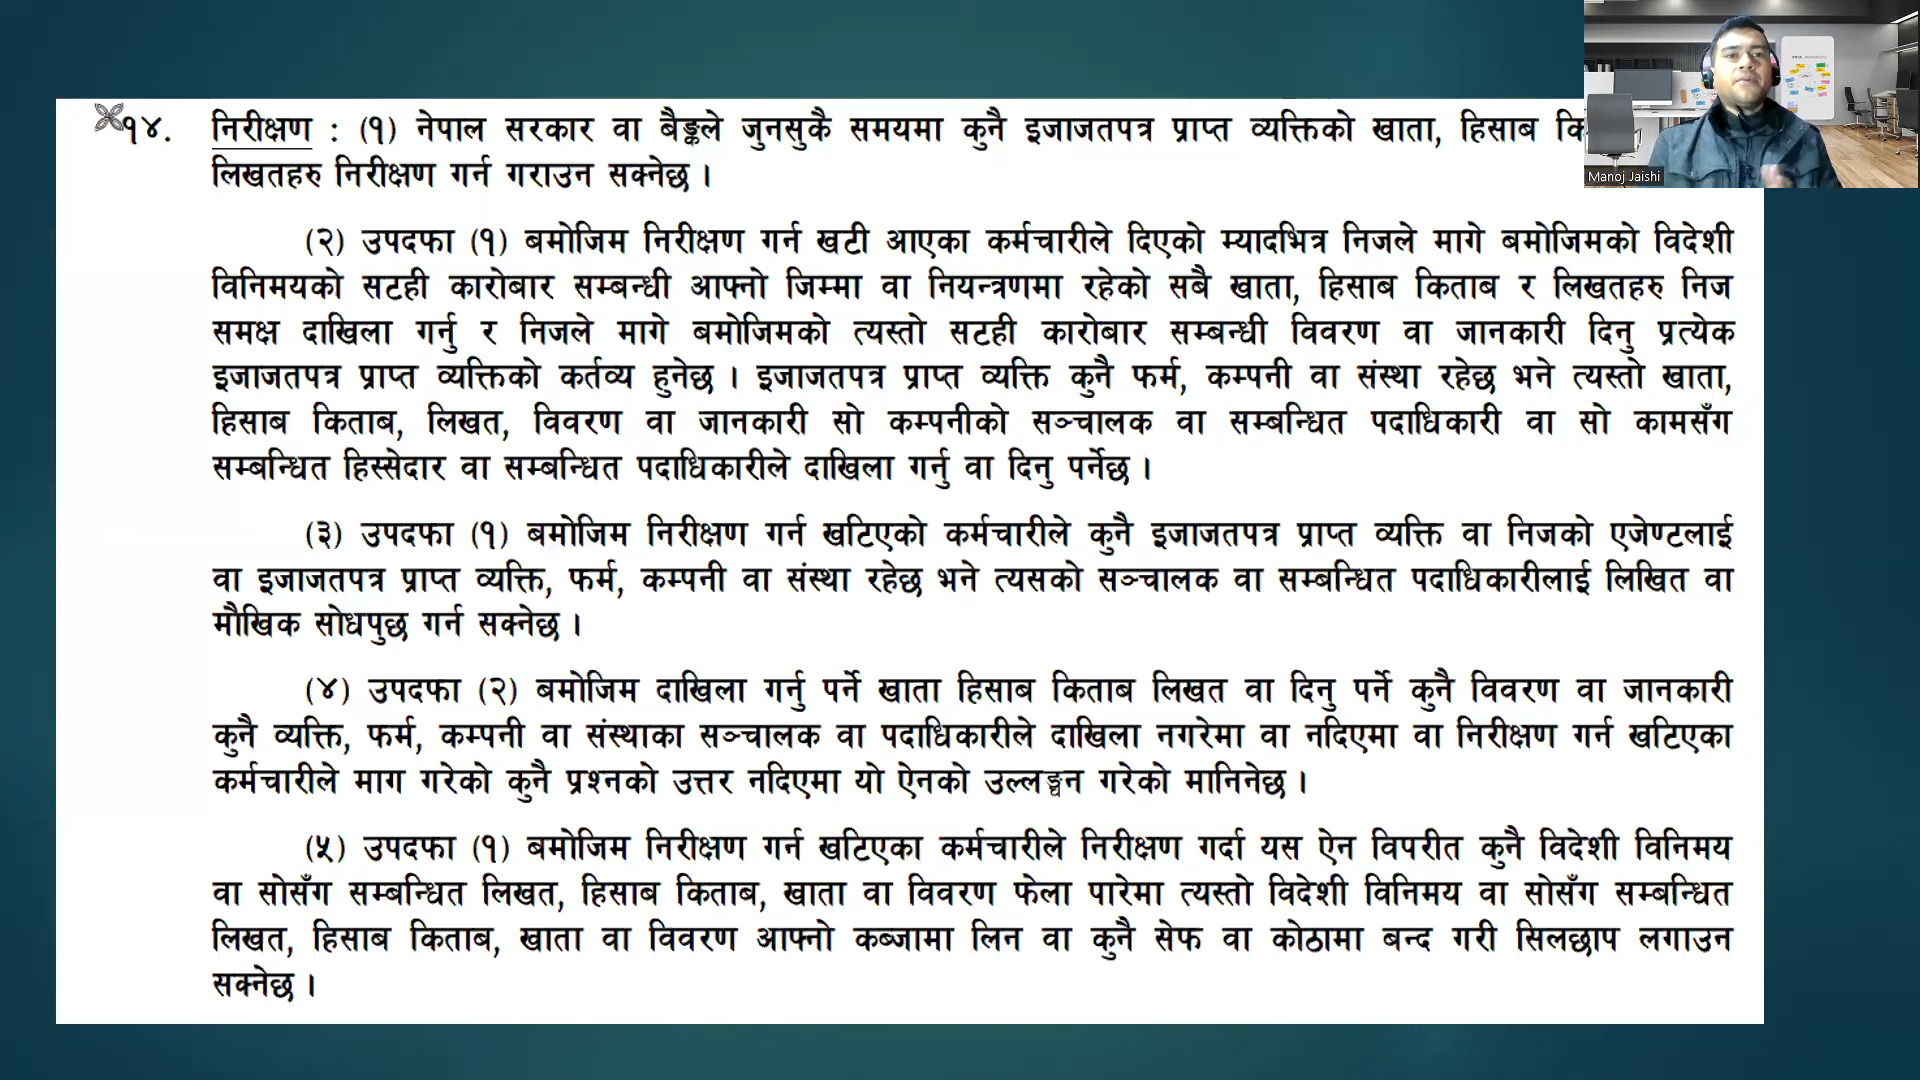 १४. निरीक्षण : (१) नेपाल सरकार वा बैङ्कले जुनसुकै समयमा कुनै इजाजतपत्र प्राप्त व्यक्तिको खाता, हिसाब
लिखतहरु निरीक्षण गर्न गराउन सक्नेछ ।
(२) उपदफा (१) बमोजिम निरीक्षण गर्न खटी आएका कर्मचारीले दिएको म्यादभित्र निजले मागे बमोजिमको विदेशी
विनिमयको सटही कारोबार सम्बन्धी आफ्नो जिम्मा वा नियन्त्रणमा रहेको सबै खाता, हिसाब किताब र लिखतहरु निज
समक्ष दाखिला गर्नु र निजले मागे बमोजिमको त्यस्तो सटही कारोबार सम्बन्धी विवरण वा जानकारी दिनु प्रत्येक
इजाजतपत्र प्राप्त व्यक्तिको कर्तव्य हुनेछ । इजाजतपत्र प्राप्त व्यक्ति कुनै फर्म, कम्पनी वा संस्था रहेछ भने त्यस्तो खाता,
हिसाब किताब, लिखत, विवरण वा जानकारी सो कम्पनीको सञ्चालक वा सम्बन्धित पदाधिकारी वा सो कामसँग
सम्बन्धित हिस्सेदार वा सम्बन्धित पदाधिकारीले दाखिला गर्नु वा दिनु पर्नेछ ।
(३) उपदफा (१) बमोजिम निरीक्षण गर्न खटिएको कर्मचारीले कुनै इजाजतपत्र प्राप्त व्यक्ति वा निजको एजेण्टलाई
वा इजाजतपत्र प्राप्त व्यक्ति, फर्म, कम्पनी वा संस्था रहेछ भने त्यसको सञ्चालक वा सम्बन्धित पदाधिकारीलाई लिखित वा
मौखिक सोधपुछ गर्न सक्नेछ ।
(४) उपदफा (२) बमोजिम दाखिला गर्नु पर्ने खाता हिसाब किताब लिखत वा दिनु पर्ने कुनै विवरण वा जानकारी
कुनै व्यक्ति, फर्म, कम्पनी वा संस्थाका सञ्चालक वा पदाधिकारीले दाखिला नगरेमा वा नदिएमा वा निरीक्षण गर्न खटिएका
कर्मचारीले माग गरेको कुनै प्रश्नको उत्तर नदिएमा यो ऐनको उल्लङ्घन गरेको मानिनेछ ।
(५) उपदफा (१) बमोजिम निरीक्षण गर्न खटिएका कर्मचारीले निरीक्षण गर्दा यस ऐन विपरीत कुनै विदेशी विनिमय
वा सोसँग सम्बन्धित लिखत, हिसाब किताब, खाता वा विवरण फेला पारेमा त्यस्तो विदेशी विनिमय वा सोसँग सम्बन्धित
लिखत, हिसाब किताब, खाता वा विवरण आफ्नो कब्जामा लिन वा कुनै सेफ वा कोठामा बन्द गरी सिलछाप लगाउन
सक्नेछ ।
Manoj Jaishi